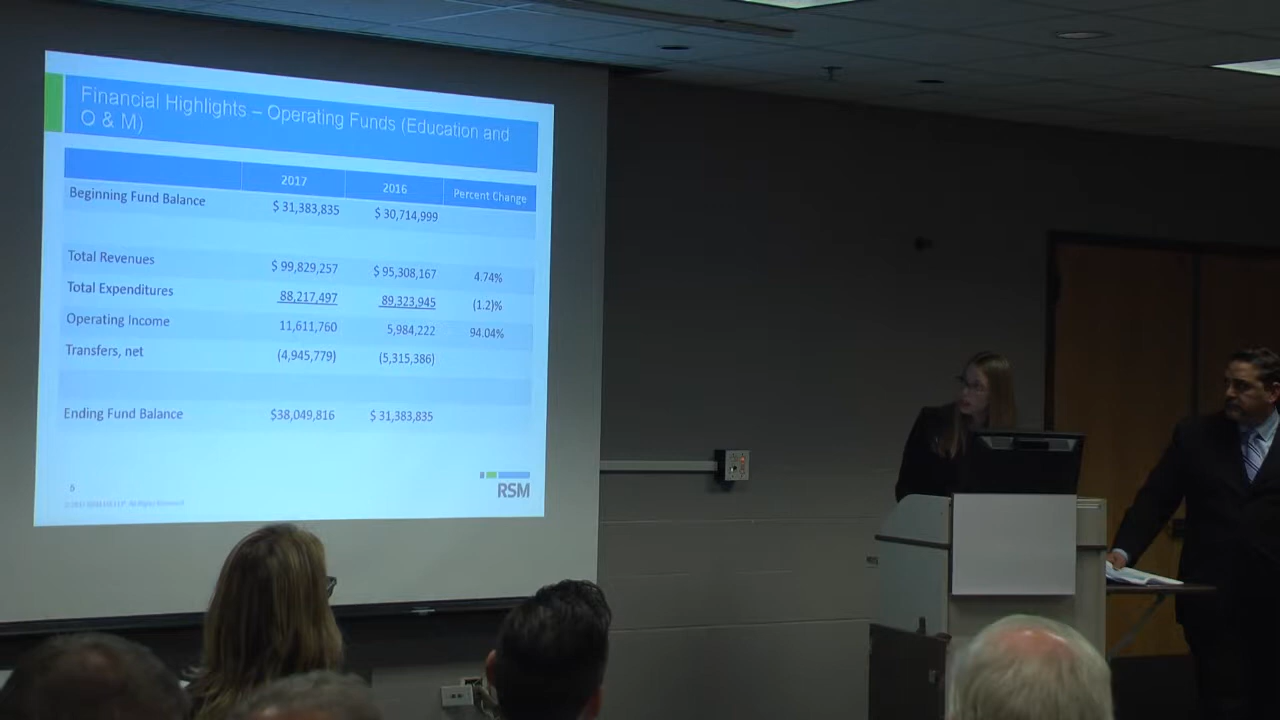 Financial Highlights – Operating Funds (Education and
O & M)
2017 2016 Percent Change
Beginning Fund Balance $ 31,383,835 $ 30,714,999
Total Revenues $ 99,829,257 $ 95,308,167 4.74%
Total Expenditures 88,217,497 89,323,945 (1.2)%
Operating Income 11,611,760 5,984,222 94.04%
Transfers, net (4,945,779) (5,315,386)
Ending Fund Balance $38,049,816 $ 31,383,835
RSM